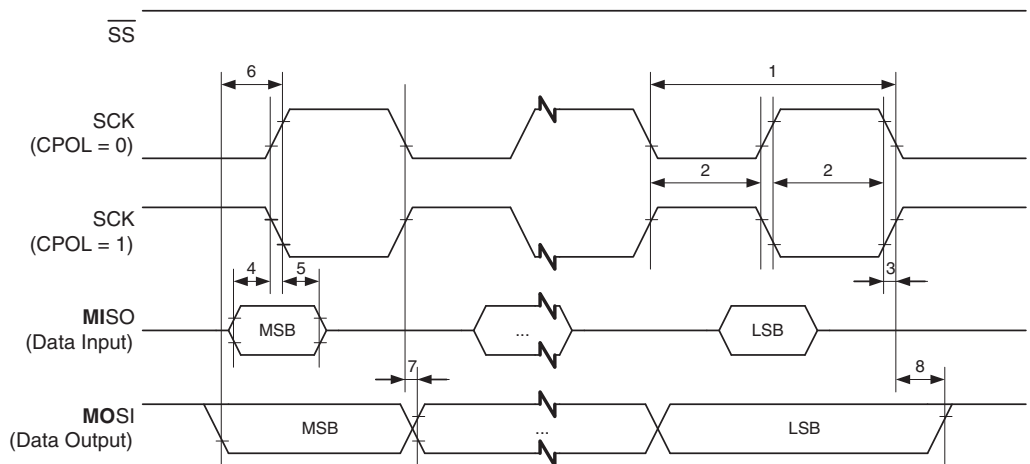 SS
6
1
SCK
(CPOL = 0)
2
2
SCK
(CPOL = 1)
4
5
3
MISO
(Data Input)
MSB
...
LSB
7
8
MOSI
(Data Output)
MSB
...
LSB